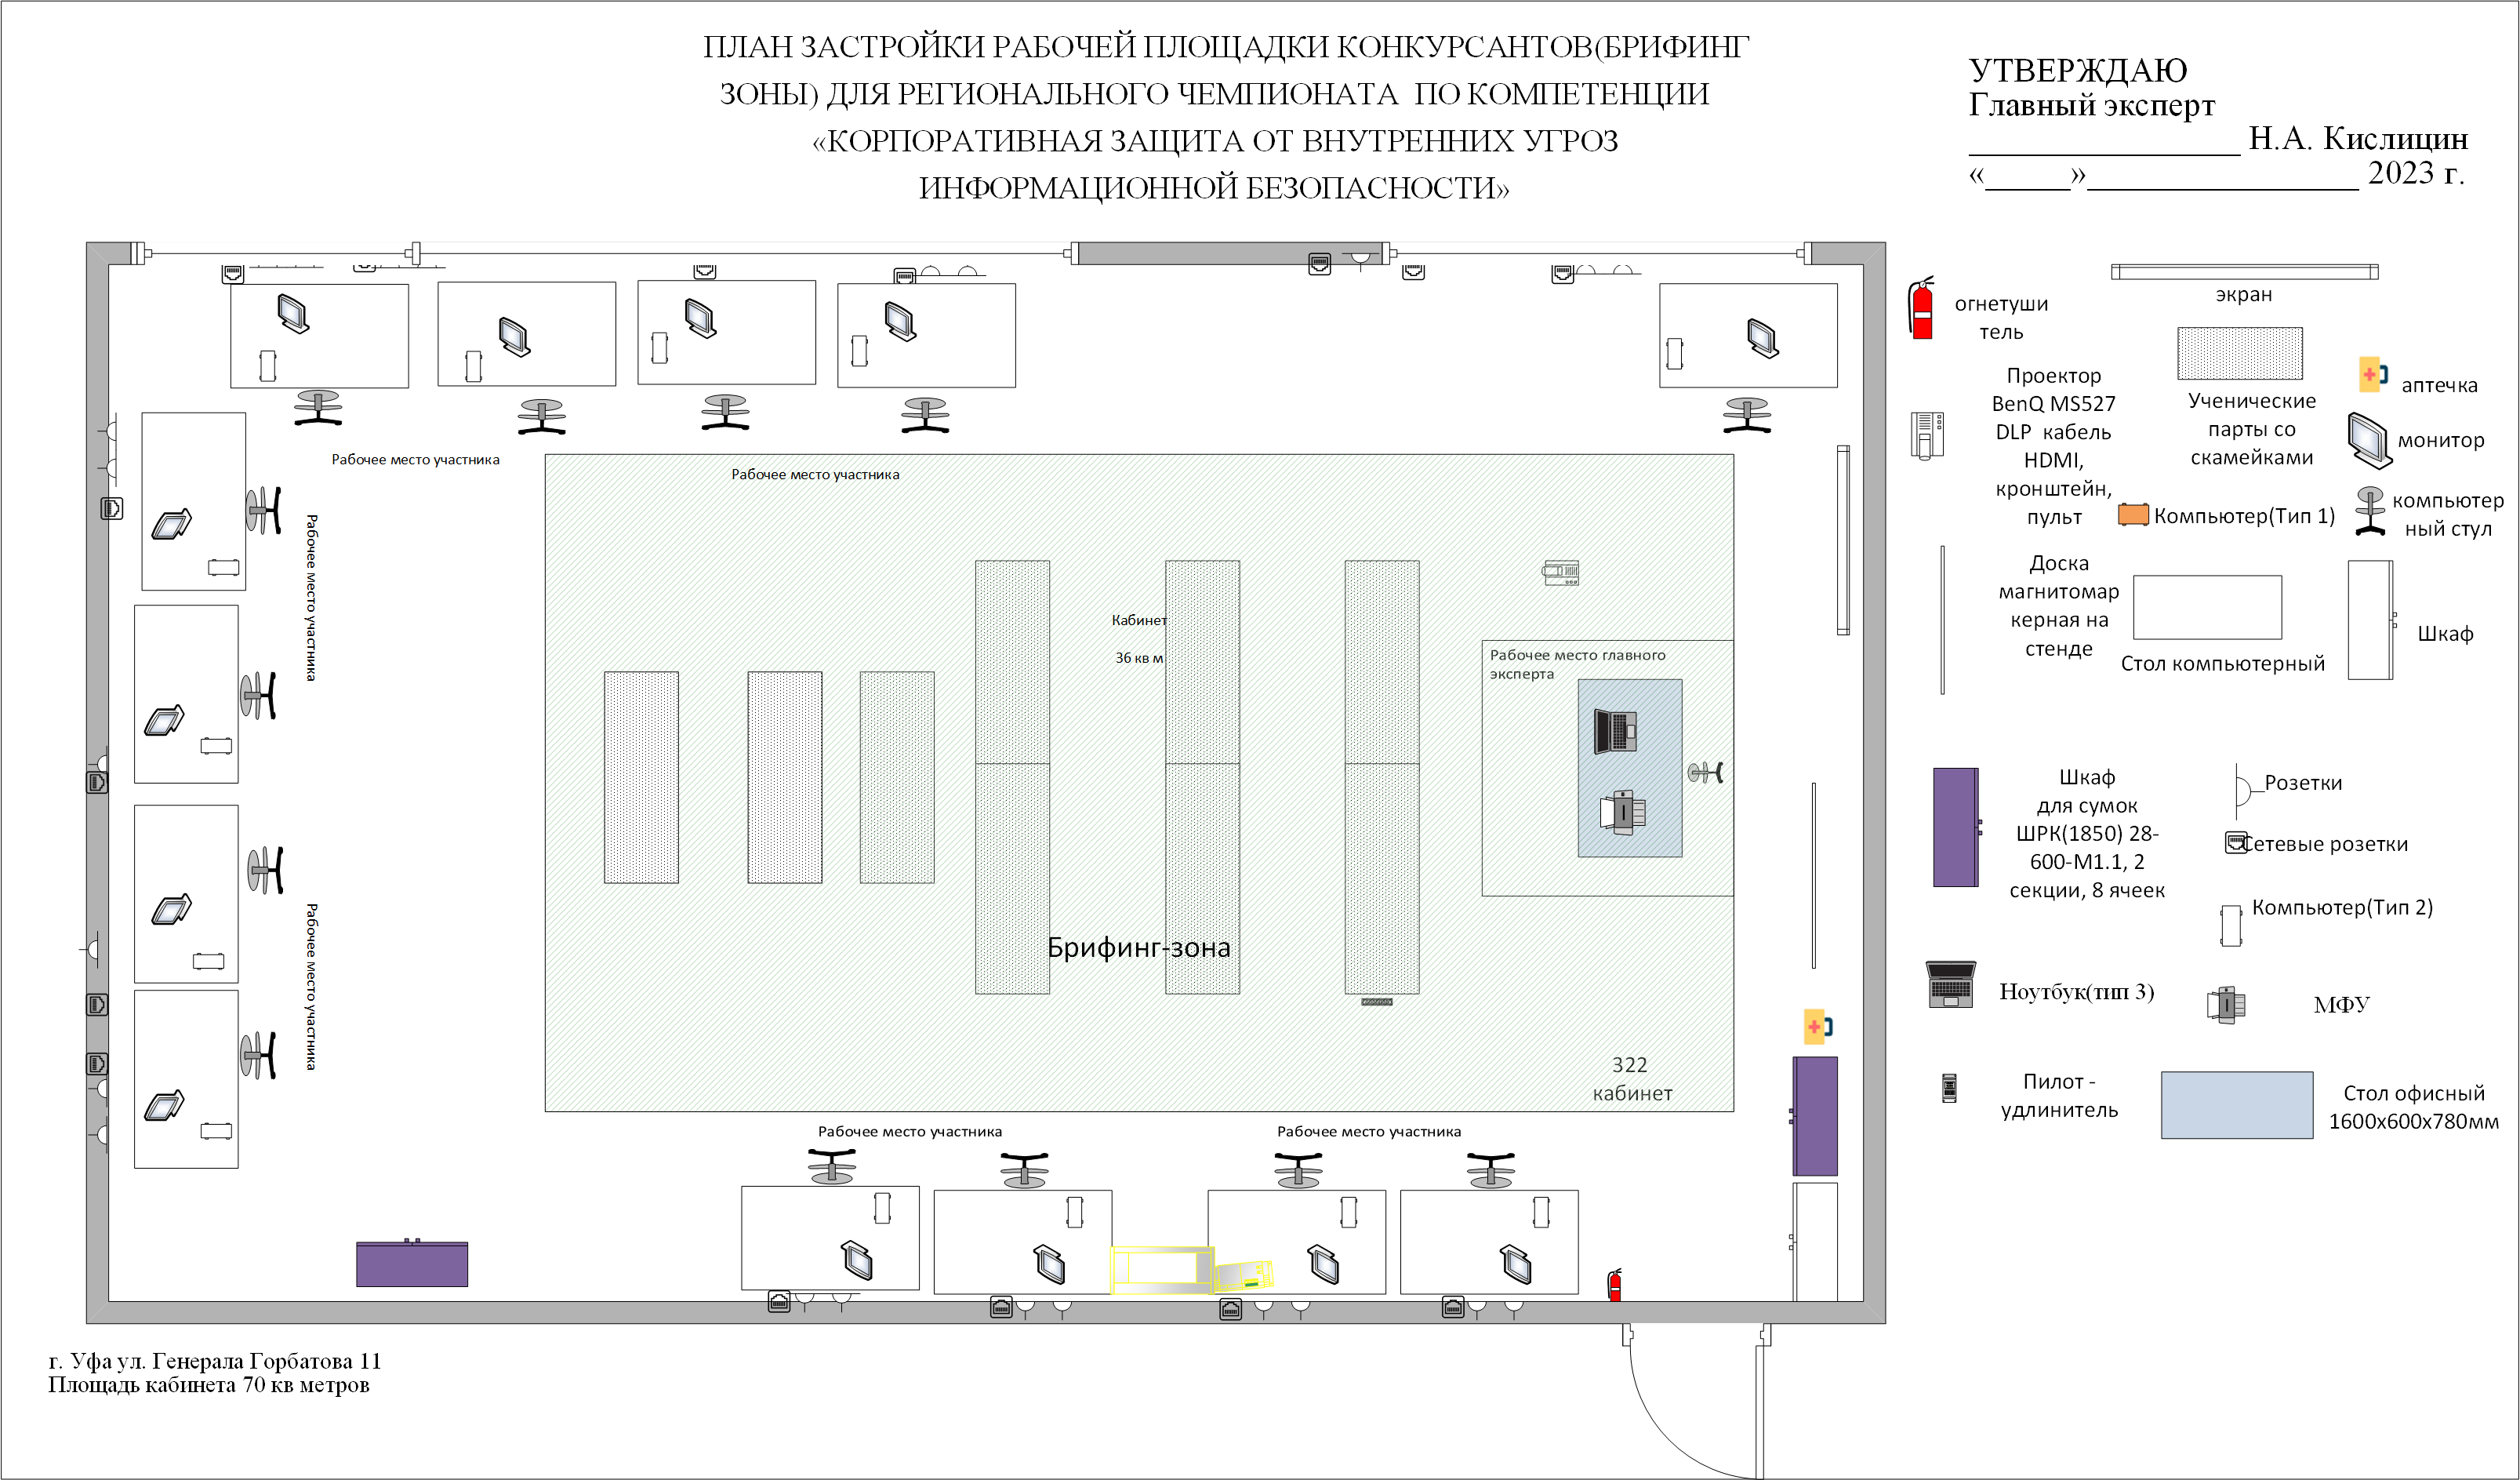 ПЛАН ЗАСТРОЙКИ РАБОЧЕЙ ПЛОЩАДКИ КОНКУРСАНТОВ(БРИФИНГ
ЗОНЫ) ДЛЯ РЕГИОНАЛЬНОГО ЧЕМПИОНАТА ПО КОМПЕТЕНЦИИ
«КОРПОРАТИВНАЯ ЗАЩИТА ОТ ВНУТРЕННИХ УГРОЗ
ИНФОРМАЦИОННОЙ БЕЗОПАСНОСТИ»
УТВЕРЖДАЮ
Главный эксперт
________________ Н.А. Кислицин
«_____»________________ 2023 г.
Рабочее место участника
Рабочее место участника
Рабочее место участника
Рабочее место участника
Кабинет
36 кв м
Рабочее место главного
эксперта
Брифинг-зона
322
кабинет
Рабочее место участника
Рабочее место участника
огнетуши
тель
экран
Проектор
BenQ MS527
DLP кабель
HDMI,
кронштейн,
пульт
Ученические
парты со
скамейками
аптечка
монитор
Компьютер(Тип 1)
компьютер
ный стул
Доска
магнитомар
керная на
стенде
Стол компьютерный
Шкаф
Шкаф
для сумок
ШРК(1850) 28-
600-М1.1, 2
секции, 8 ячеек
Розетки
Сетевые розетки
Компьютер(Тип 2)
Ноутбук(тип 3)
МФУ
Пилот -
удлинитель
Стол офисный
1600х600х780мм
г. Уфа ул. Генерала Горбатова 11
Площадь кабинета 70 кв метров